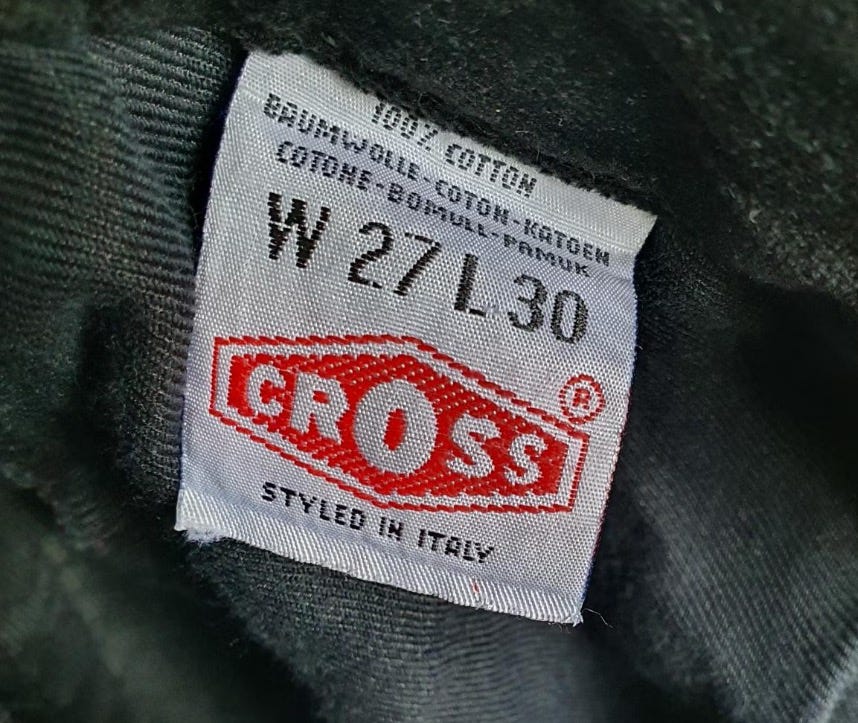 100% COTTON
BAUMWOLLE-COTON-KATOEN
COTONE-BOMULL-PAMUK
W 27 L 30
CROSS ®
STYLED IN ITALY